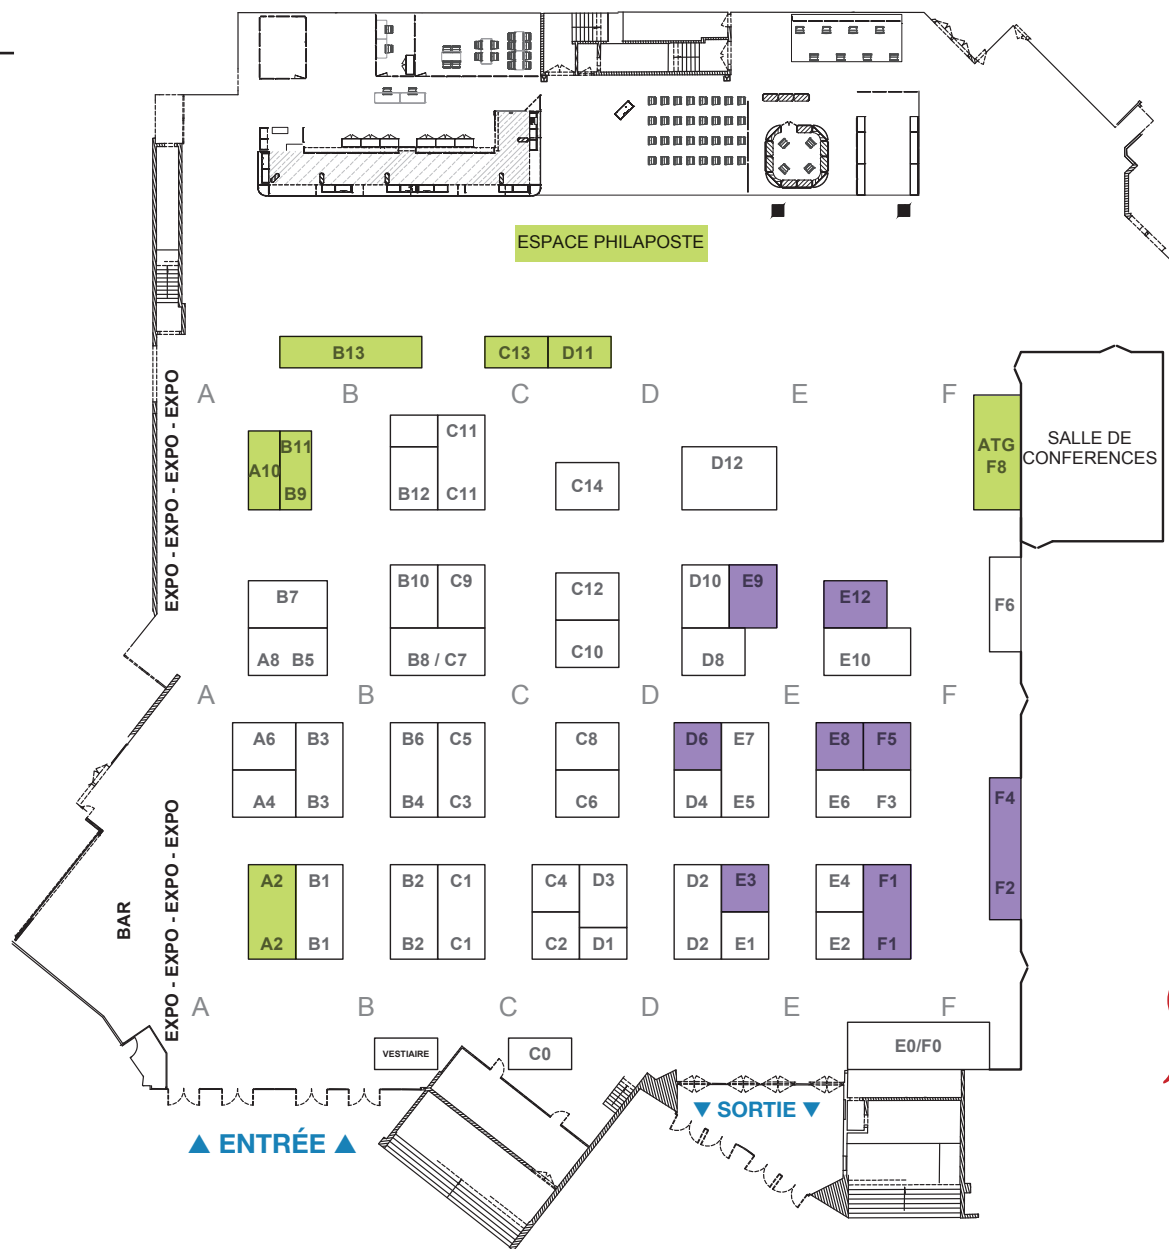 ESPACE PHILAPOSTE
B13
C13 D11
A B C D E F
EXPO - EXPO - EXPO - EXPO
C11
B11
A10
B9
B12 C11
C14
D12
ATG
F8
SALLE DE
CONFERENCES
B7
B10 C9
C12
D10 E9
E12
F6
A8 B5
B8 / C7
C10
D8
E10
A B C D E F
A6 B3
B6 C5
C8
D6 E7
E8 F5
A4 B3
B4 C3
C6
D4 E5
E6 F3
F4
F2
EXPO - EXPO - EXPO - EXPO
BAR
A2 B1
B2 C1
C4 D3
D2 E3
E4 F1
A2 B1
B2 C1
C2 D1
D2 E1
E2 F1
A B C D E F
VESTIAIRE
C0
E0/F0
▲ ENTRÉE ▲
▼ SORTIE ▼